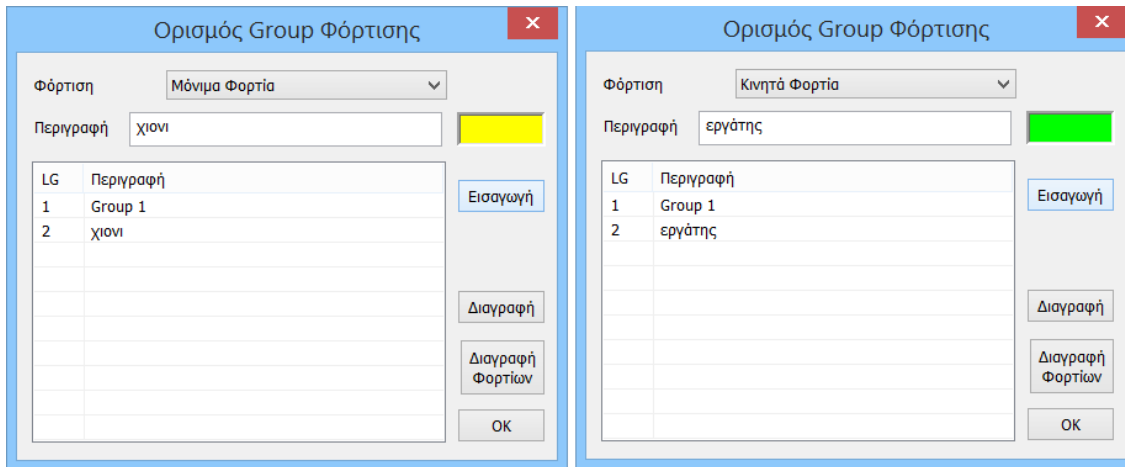 Ορισμός Group Φόρτισης
Φόρτιση Μόνιμα Φορτία
Περιγραφή χιονι
LG Περιγραφή
1 Group 1
2 χιονι
Εισαγωγή
Διαγραφή
Διαγραφή
Φορτίων
OK
Ορισμός Group Φόρτισης
Φόρτιση Κινητά Φορτία
Περιγραφή εργάτης
LG Περιγραφή
1 Group 1
2 εργάτης
Εισαγωγή
Διαγραφή
Διαγραφή
Φορτίων
OK